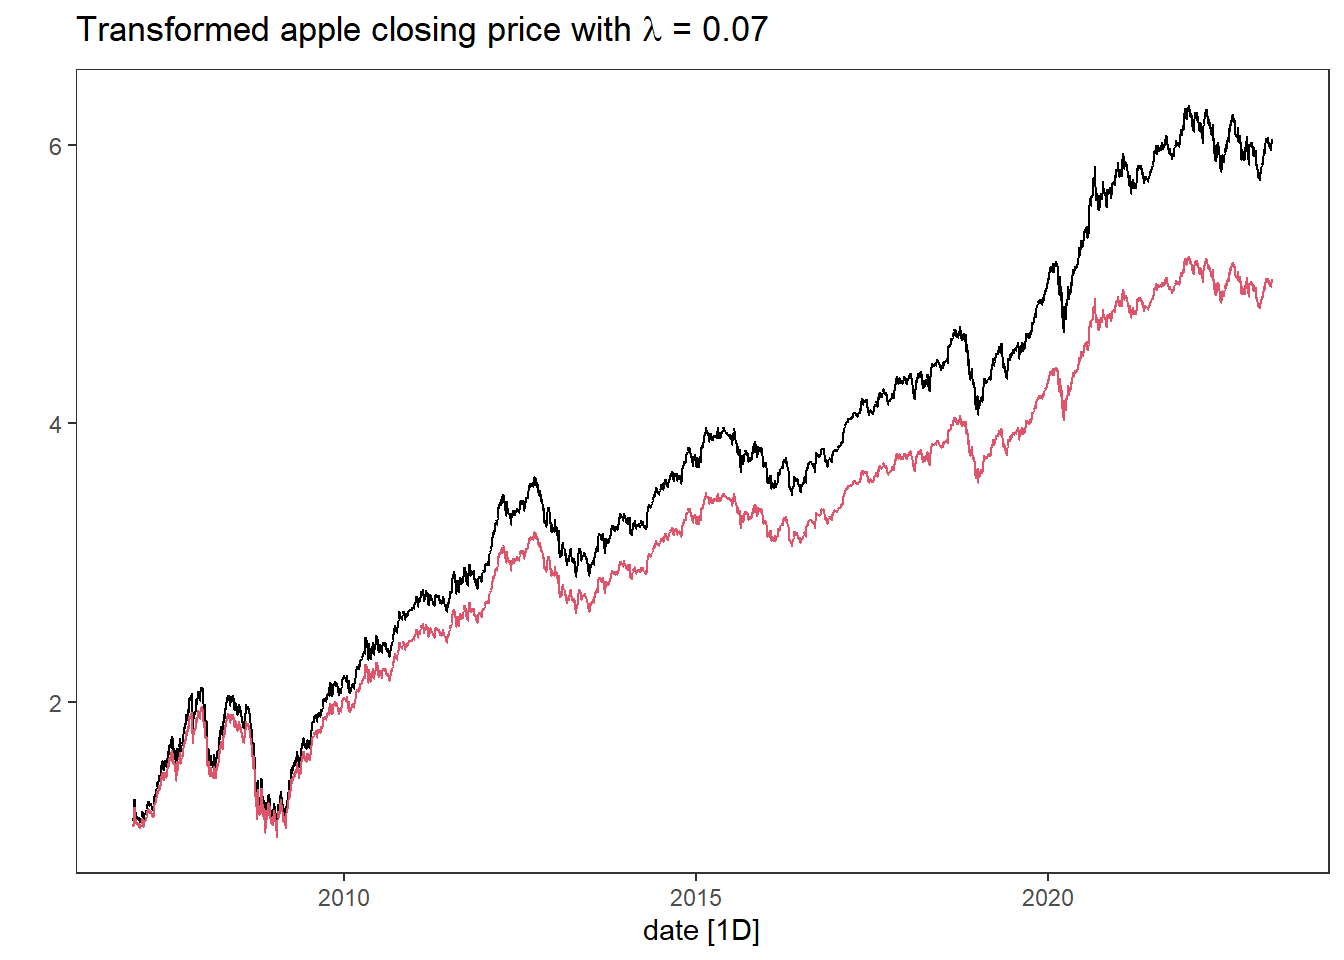 Transformed apple closing price with λ = 0.07
6
4
2
2010 2015 2020
date [1D]